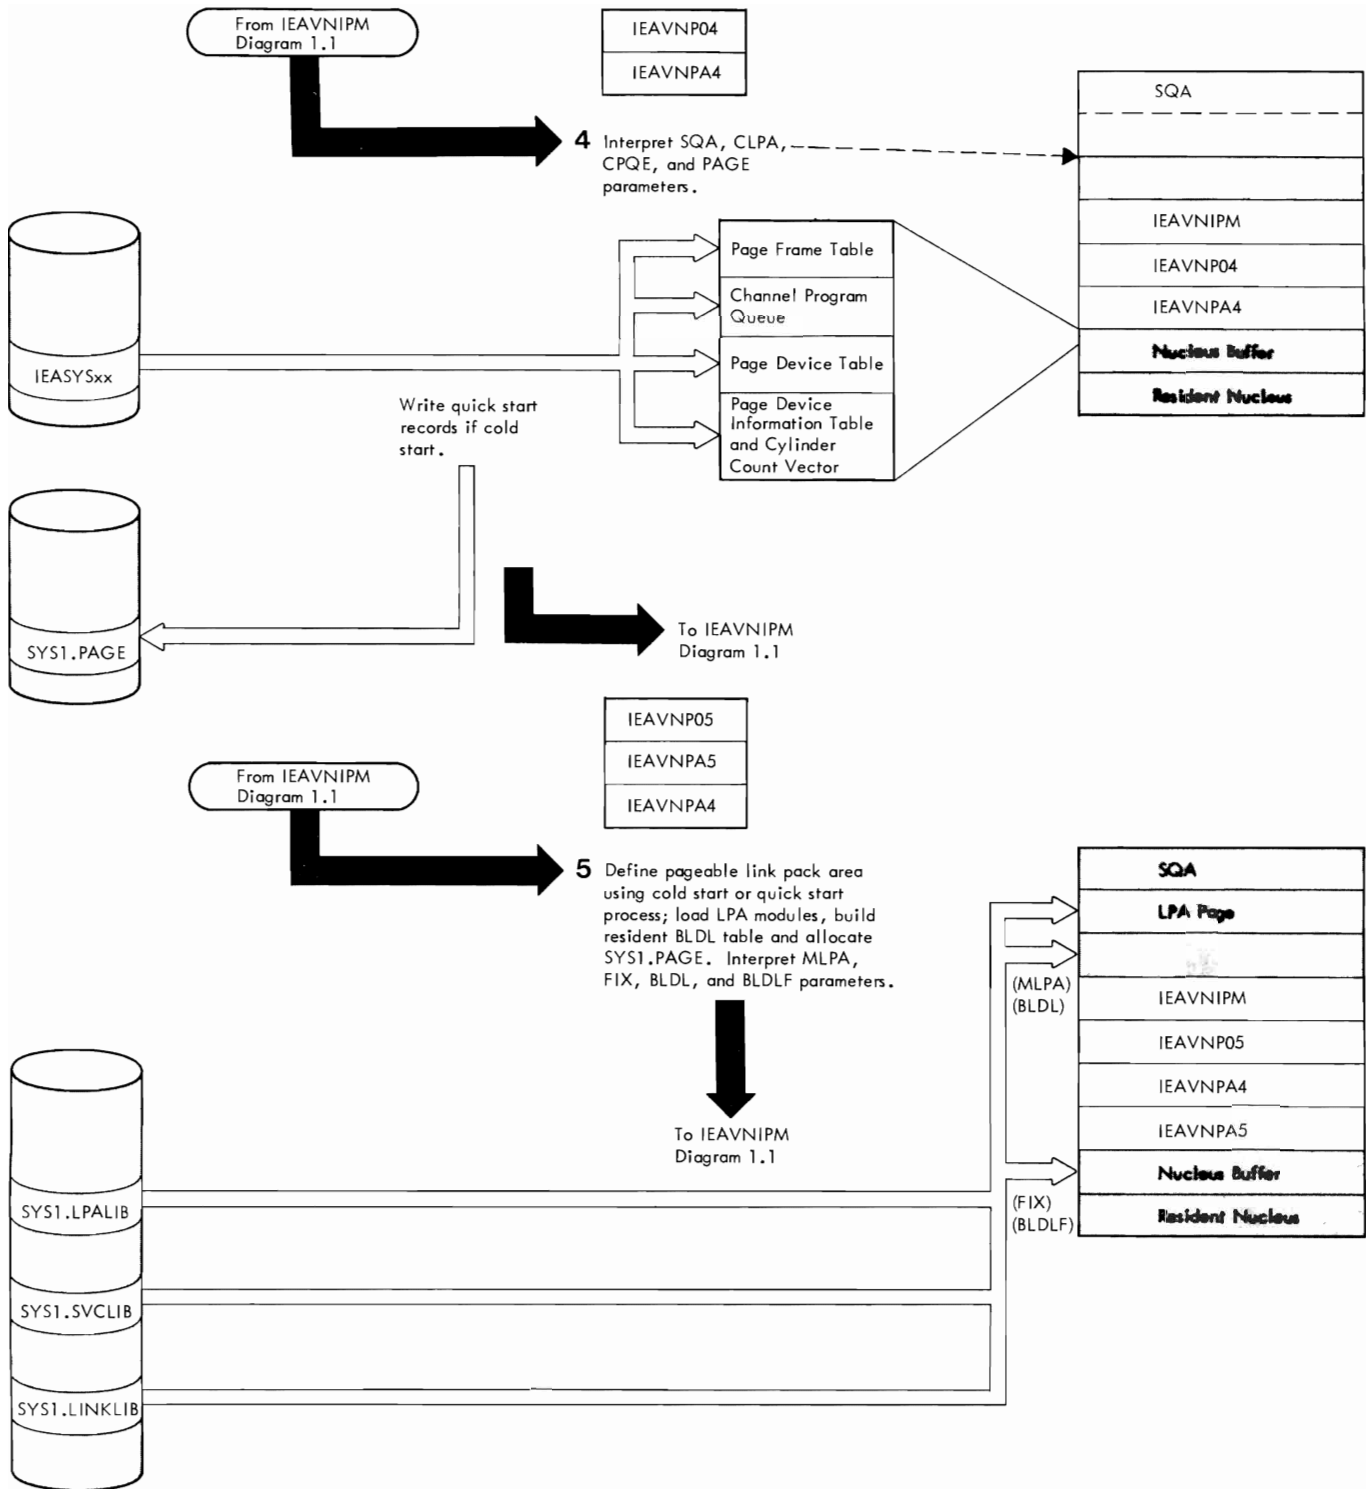 From IEAVNIPM
Diagram 1.1
IEAVNP04
IEAVNPA4
4 Interpret SQA, CLPA,
CPQE, and PAGE
parameters.
SQA
IEAVNIPM
IEAVNP04
IEAVNPA4
Nucleus Buffer
Resident Nucleus
IEASYSxx
Page Frame Table
Channel Program
Queue
Page Device Table
Page Device
Information Table
and Cylinder
Count Vector
Write quick start
records if cold
start.
SYS1.PAGE
To IEAVNIPM
Diagram 1.1
IEAVNP05
IEAVNPA5
IEAVNPA4
From IEAVNIPM
Diagram 1.1
5 Define pageable link pack area
using cold start or quick start
process; load LPA modules, build
resident BLDL table and allocate
SYS1.PAGE. Interpret MLPA,
FIX, BLDL, and BLDLF parameters.
To IEAVNIPM
Diagram 1.1
SQA
LPA Page
(MLPA)
(BLDL)
IEAVNIPM
IEAVNP05
IEAVNPA4
IEAVNPA5
Nucleus Buffer
(FIX)
(BLDLF)
Resident Nucleus
SYS1.LPALIB
SYS1.SVCLIB
SYS1.LINKLIB